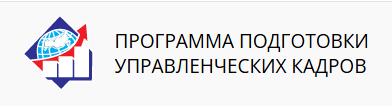 ПРОГРАММА ПОДГОТОВКИ
УПРАВЛЕНЧЕСКИХ КАДРОВ